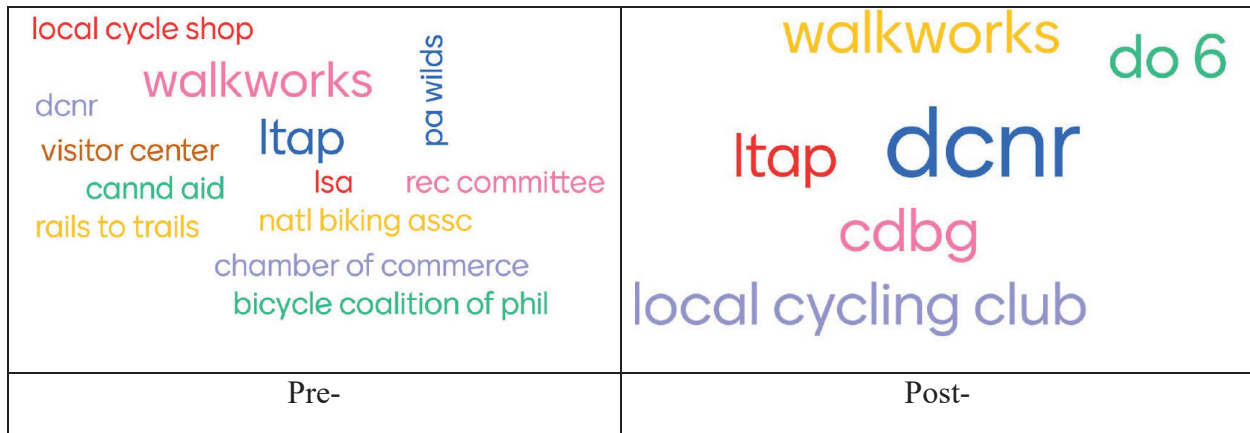 local cycle shop
walkworks
pa wilds
dcnr
ltap
visitor center
cannd aid
lsa
rec committee
rails to trails
natl biking assc
chamber of commerce
bicycle coalition of phil
walkworks
do 6
ltap
dcnr
cdbg
local cycling club
Pre-
Post-